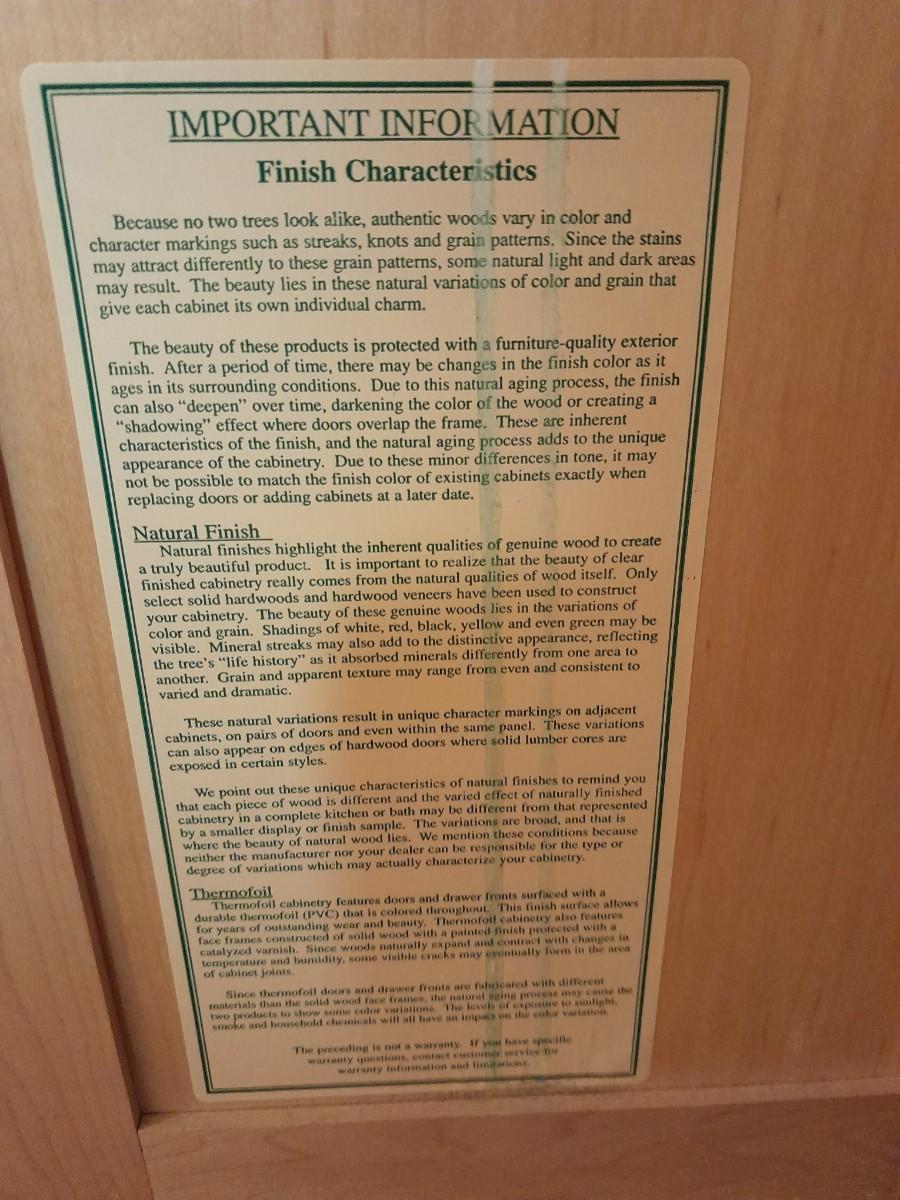 IMPORTANT INFORMATION
Finish Characteristics
Because no two trees look alike, authentic woods vary in color and
character markings such as streaks, knots and grain patterns. Since the stains
may attract differently to these grain patterns, some natural light and dark areas
may result. The beauty lies in these natural variations of color and grain that
give each cabinet its own individual charm.
The beauty of these products is protected with a furniture-quality exterior
finish. After a period of time, there may be changes in the finish color as it
ages in its surrounding conditions. Due to this natural aging process, the finish
can also “deepen” over time, darkening the color of the wood or creating a
“shadowing” effect where doors overlap the frame. These are inherent
characteristics of the finish, and the natural aging process adds to the unique
appearance of the cabinetry. Due to these minor differences in tone, it may
not be possible to match the finish color of existing cabinets exactly when
replacing doors or adding cabinets at a later date.
Natural Finish
Natural finishes highlight the inherent qualities of genuine wood to create
a truly beautiful product. It is important to realize that the beauty of clear
finished cabinetry really comes from the natural qualities of wood itself. Only
select solid hardwoods and hardwood veneers have been used to construct
your cabinetry. The beauty of these genuine woods lies in the variations of
color and grain. Shadings of white, red, black, yellow and even green may be
visible. Mineral streaks may also add to the distinctive appearance, reflecting
the tree’s “life history” as it absorbed minerals differently from one area to
another. Grain and apparent texture may range from even and consistent to
varied and dramatic.
These natural variations result in unique character markings on adjacent
cabinets, on pairs of doors and even within the same panel. These variations
can also appear on edges of hardwood doors where solid lumber cores are
exposed in certain styles.
We point out these unique characteristics of natural finishes to remind you
that each piece of wood is different and the varied effect of naturally finished
cabinetry in a complete kitchen or bath may be different from that represented
by a smaller display or finish sample. The variations are broad, and that is
where the beauty of natural wood lies. We mention these conditions because
neither the manufacturer nor your dealer can be responsible for the type or
degree of variations which may actually characterize your cabinetry.
Thermofoil
Thermofoil cabinetry features doors and drawer fronts surfaced with a
durable thermofoil (PVC) that is colored throughout. This finish surface allows
for years of outstanding wear and beauty. Thermofoil cabinetry also features
face frames constructed of solid wood with a painted finish protected with a
catalyzed varnish. Since woods naturally expand and contract with changes in
temperature and humidity, some visible cracks may eventually form in the area
of cabinet joints.
Since thermofoil doors and drawer fronts are fabricated with different
materials than the solid wood face frames, the natural aging process may cause the
two products to show some color variations. The levels of exposure to sunlight,
smoke and household chemicals will all have an impact on the color variation.
The preceding is not a warranty. If you have specific
warranty questions, contact customer service for
warranty information and limitations.